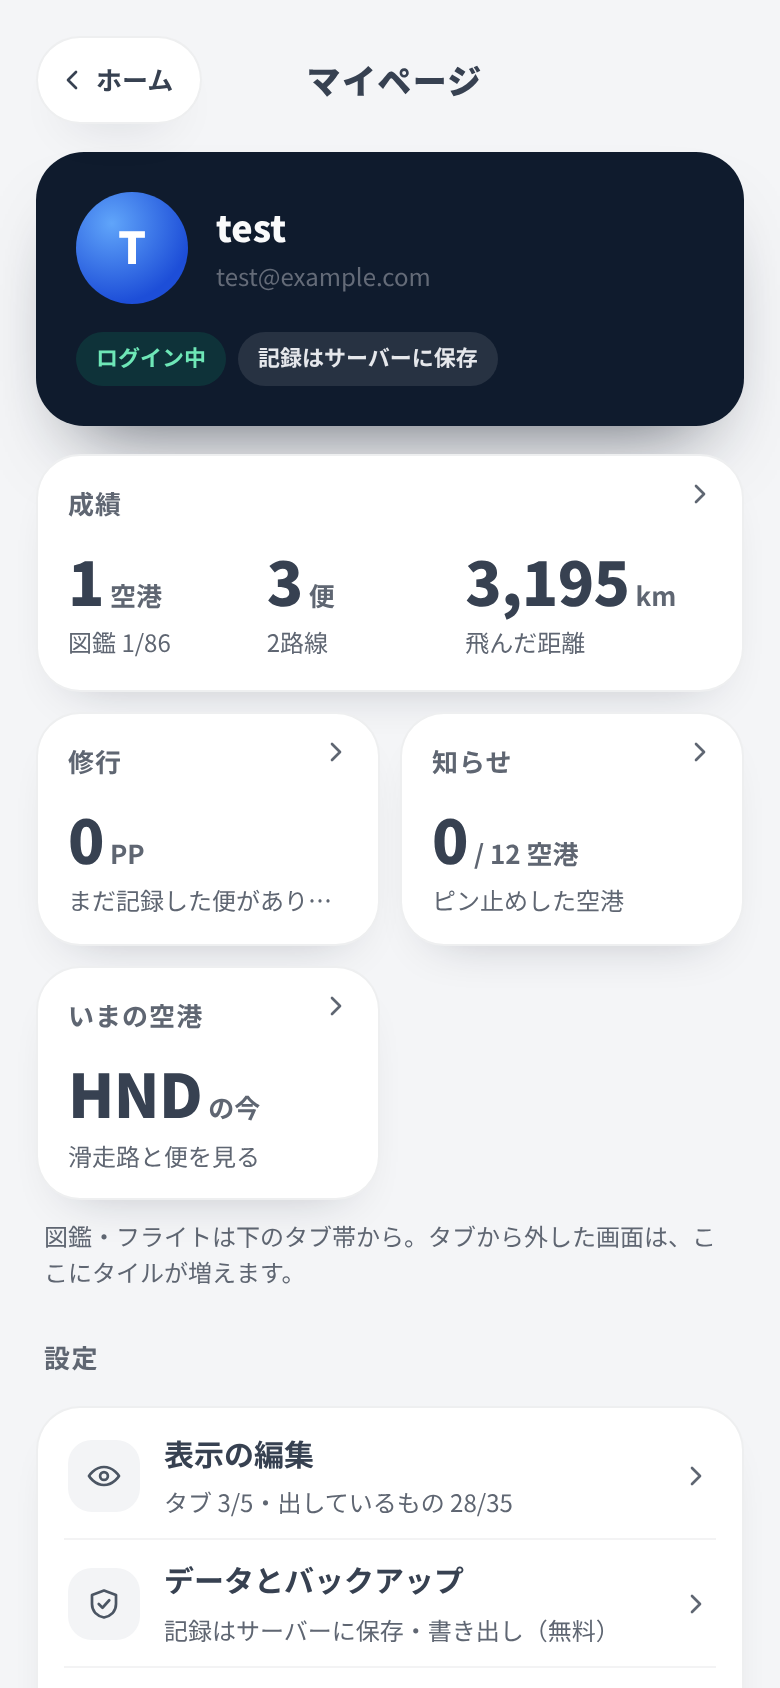 ホーム
マイページ
T
test
test@example.com
ログイン中
記録はサーバーに保存
成績
1 空港
図鑑 1/86
3 便
2路線
3,195 km
飛んだ距離
修行
0 PP
まだ記録した便があり…
知らせ
0 / 12 空港
ピン止めした空港
いまの空港
HND の今
滑走路と便を見る
図鑑・フライトは下のタブ帯から。タブから外した画面は、こ
こにタイルが増えます。
設定
表示の編集
タブ 3/5・出しているもの 28/35
データとバックアップ
記録はサーバーに保存・書き出し（無料）